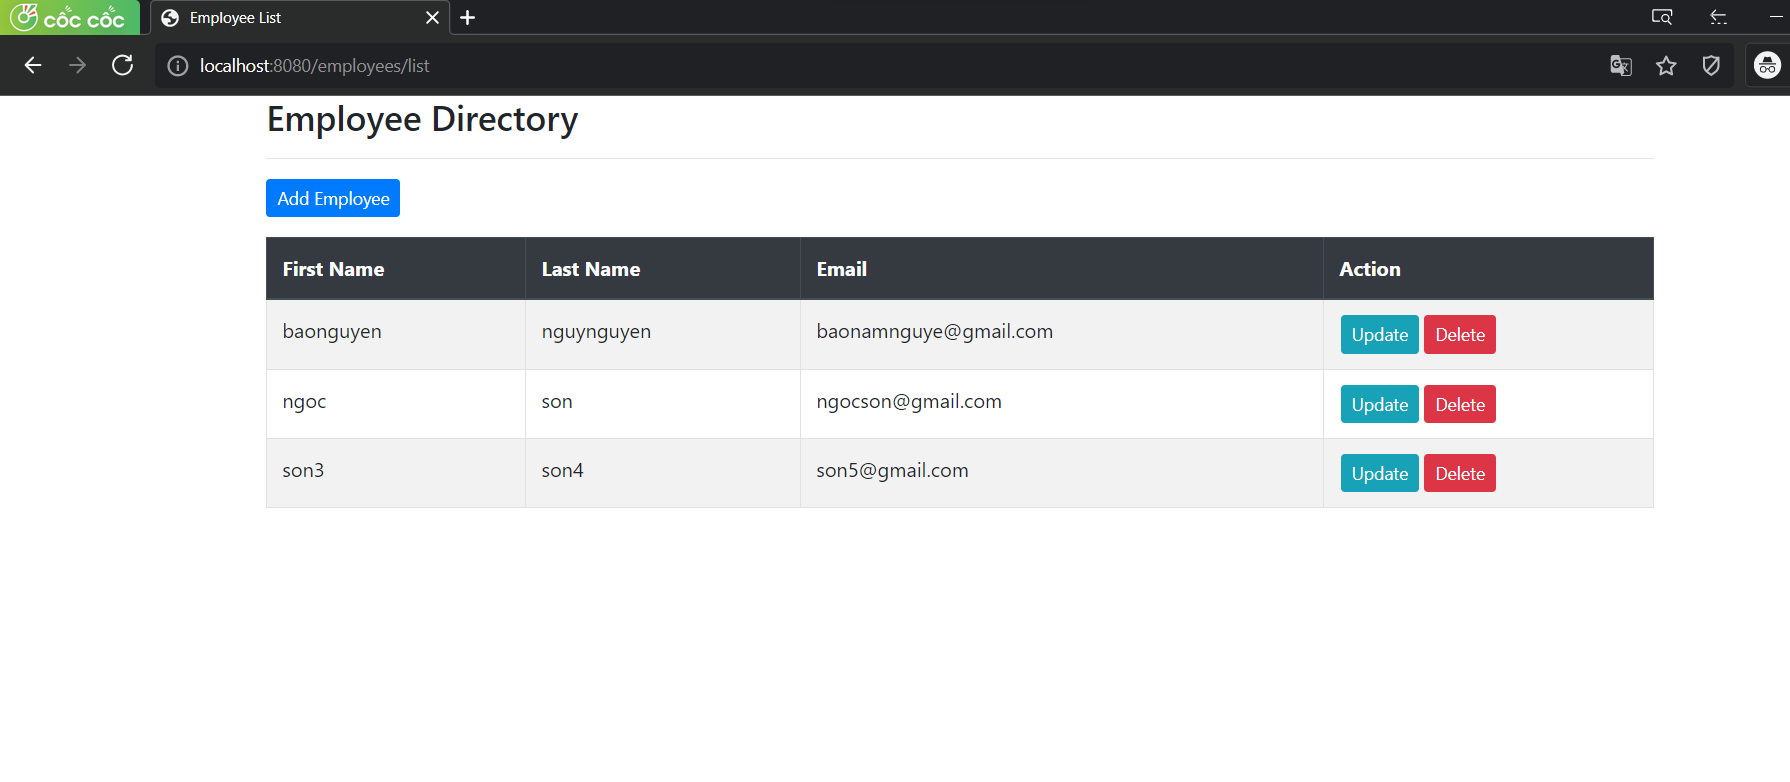 cốc cốc
Employee List
localhost:8080/employees/list
Employee Directory
Add Employee
First Name Last Name Email Action
baonguyen nguynguyen baonamnguye@gmail.com Update Delete
ngoc son ngocson@gmail.com Update Delete
son3 son4 son5@gmail.com Update Delete